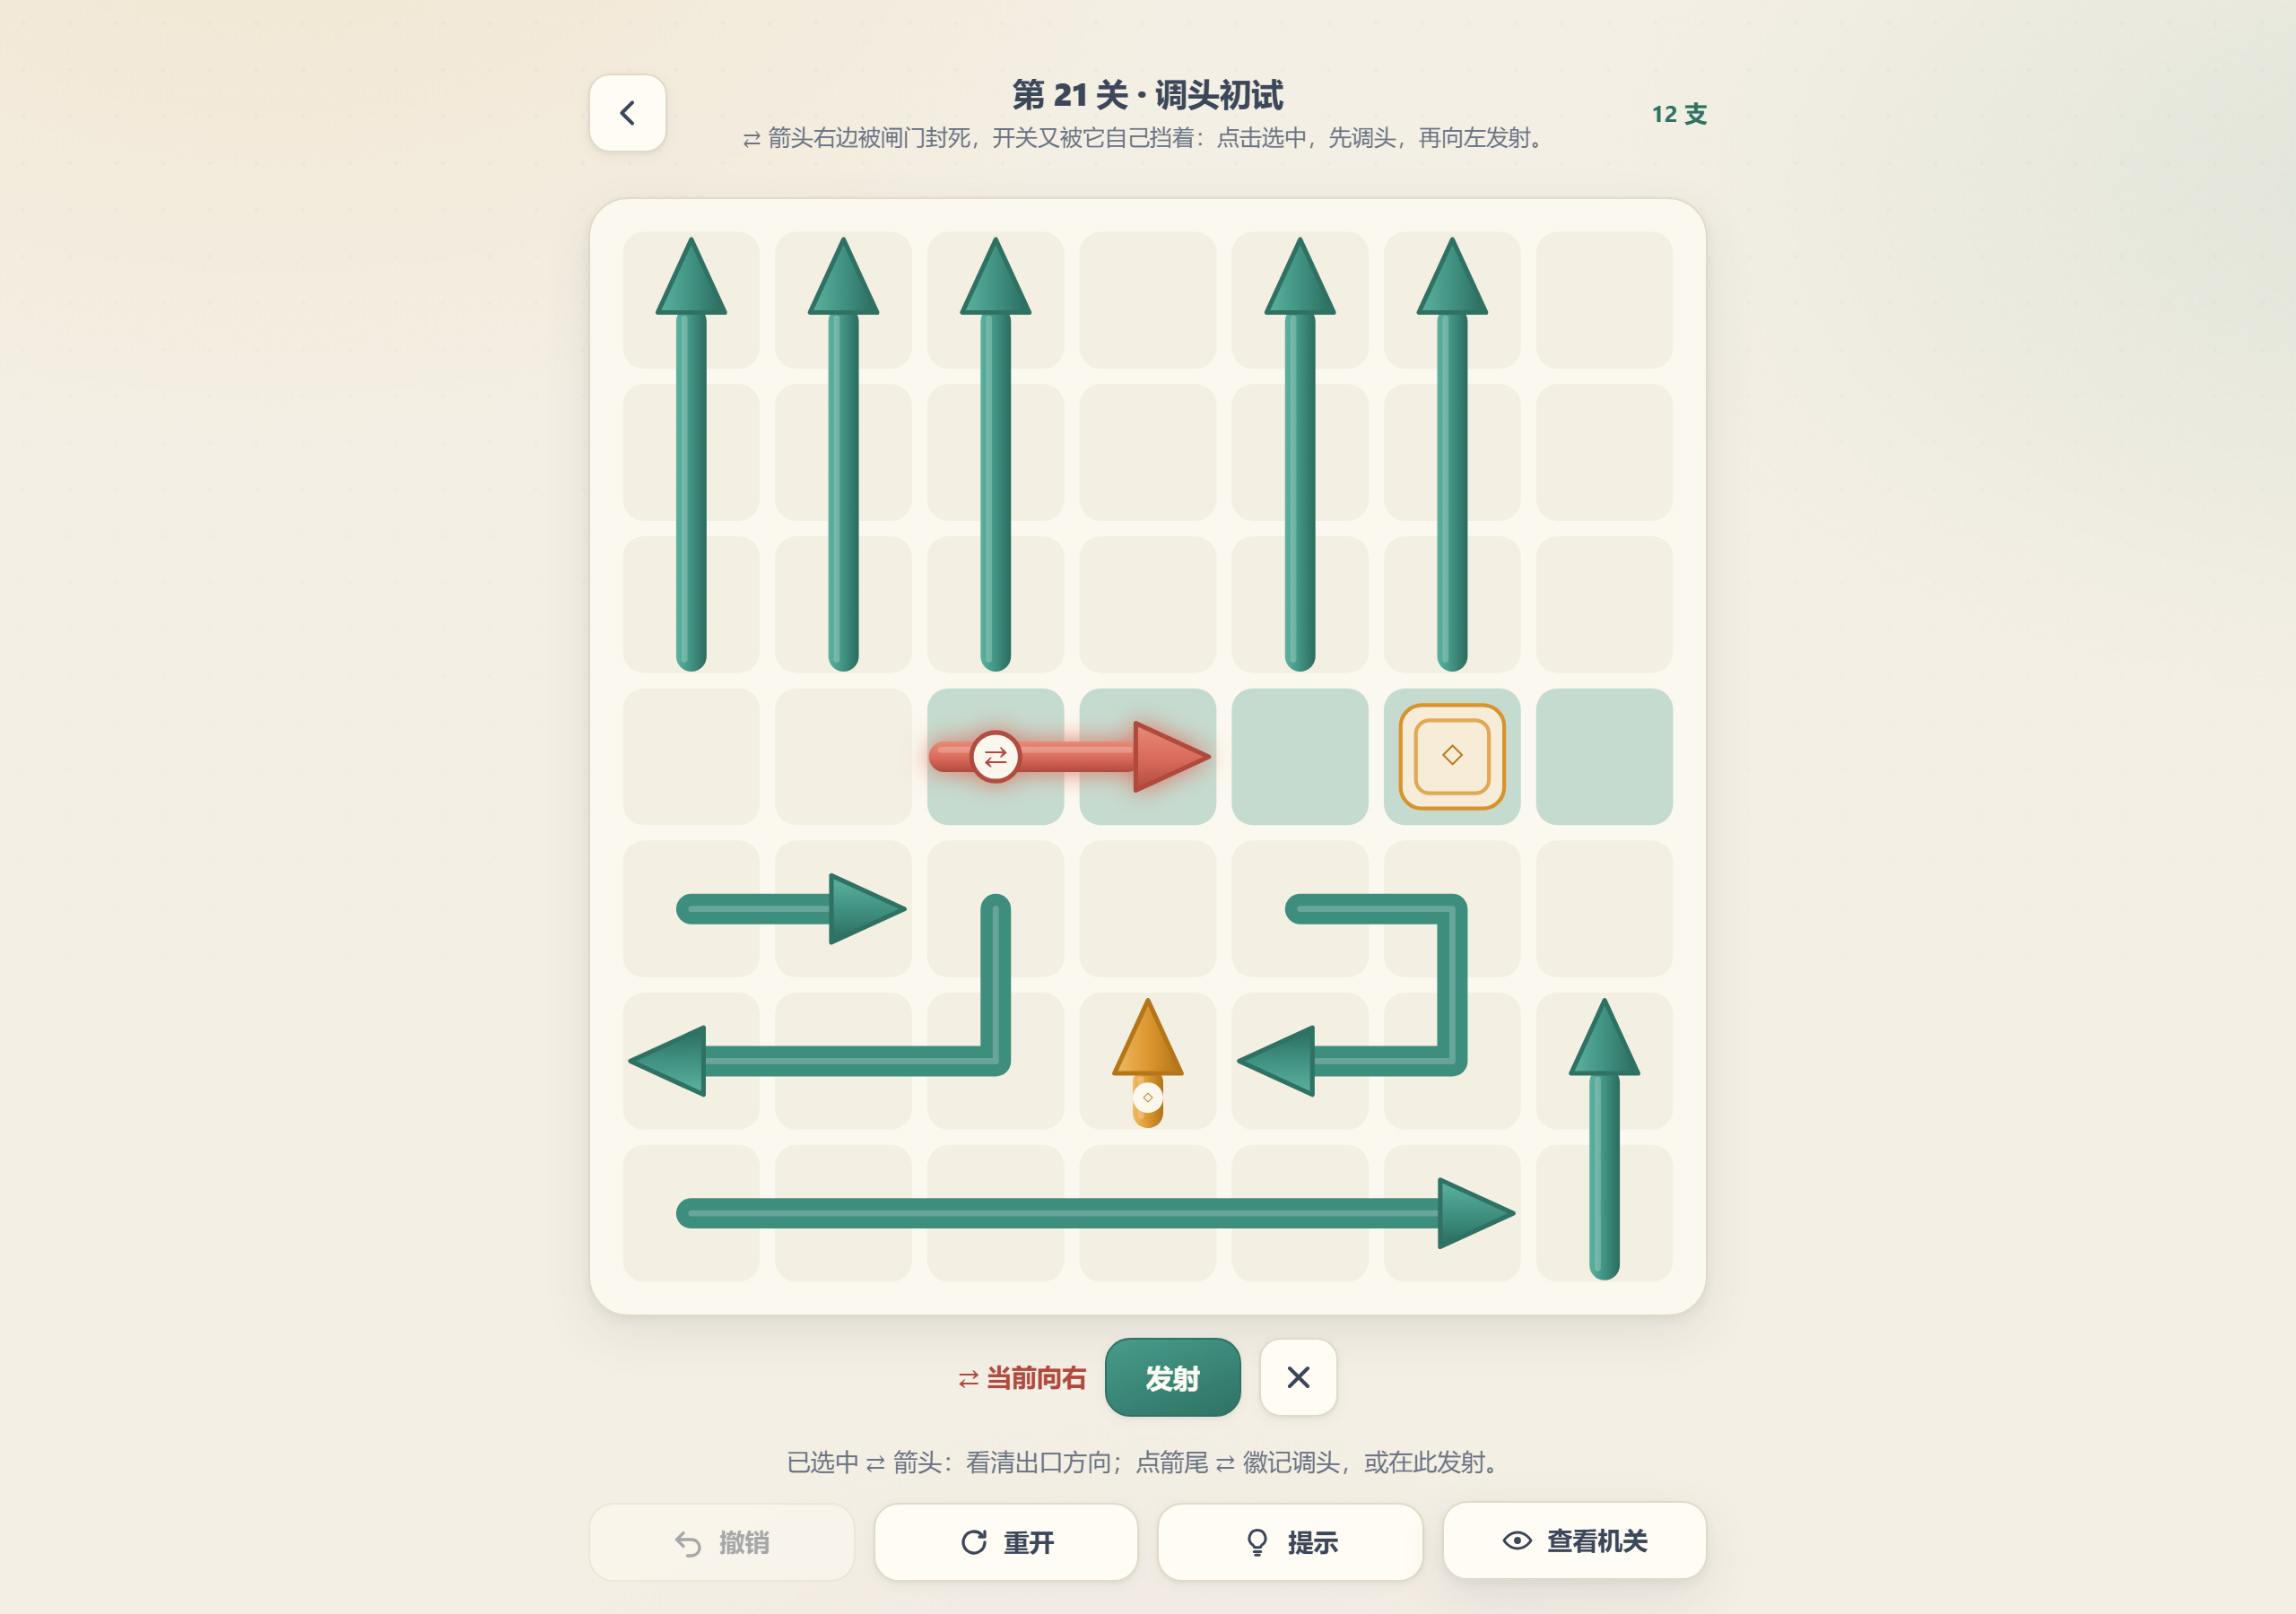 第 21 关 · 调头初试
⇄ 箭头右边被闸门封死，开关又被它自己挡着：点击选中，先调头，再向左发射。
12 支
⇄ 当前向右
发射
已选中 ⇄ 箭头：看清出口方向；点箭尾 ⇄ 徽记调头，或在此发射。
撤销
重开
提示
查看机关